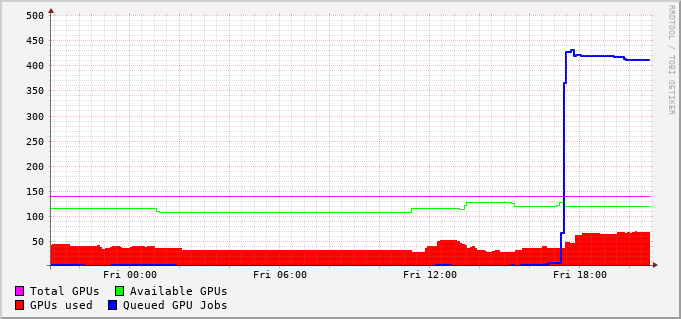 500
450
400
350
300
250
200
150
100
50
Fri 00:00 Fri 06:00 Fri 12:00 Fri 18:00
Total GPUs Available GPUs
GPUs used Queued GPU Jobs
RRDTOOL / TOBI OETIKER